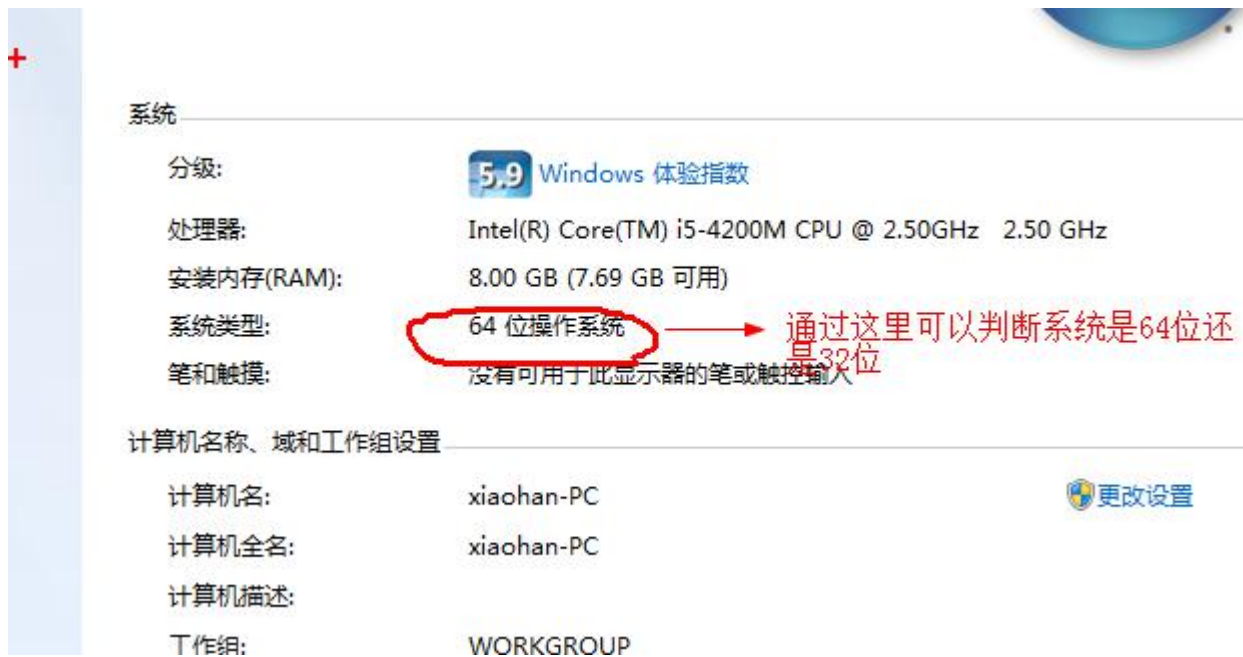 系统
分级: 5.9 Windows 体验指数
处理器: Intel(R) Core(TM) i5-4200M CPU @ 2.50GHz 2.50 GHz
安装内存(RAM): 8.00 GB (7.69 GB 可用)
系统类型: 64 位操作系统 通过这里可以判断系统是64位还
是32位
笔和触摸: 没有可用于此显示器的笔或触控输入
计算机名称、域和工作组设置
计算机名: xiaohan-PC 更改设置
计算机全名: xiaohan-PC
计算机描述:
工作组: WORKGROUP